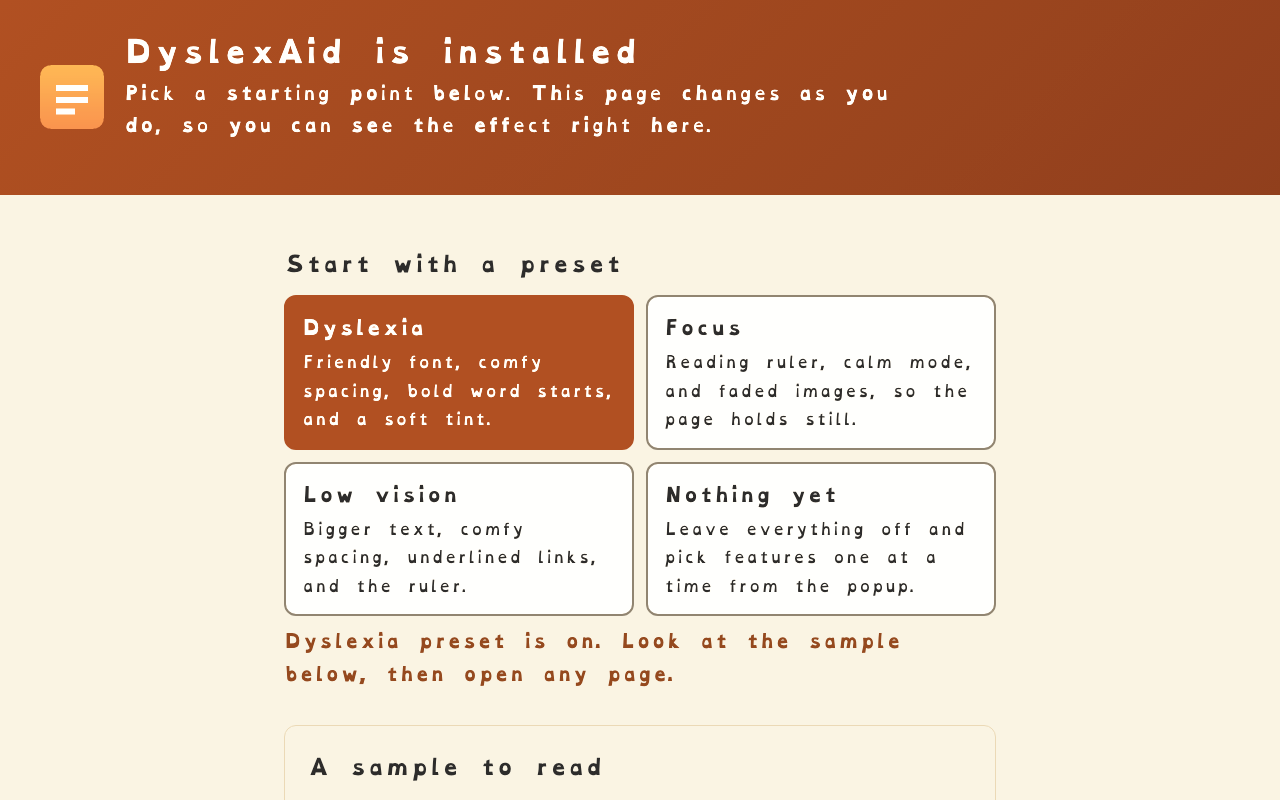 DyslexAid is installed
Pick a starting point below. This page changes as you
do, so you can see the effect right here.
Start with a preset
Dyslexia
Friendly font, comfy
spacing, bold word starts,
and a soft tint.
Focus
Reading ruler, calm mode,
and faded images, so the
page holds still.
Low vision
Bigger text, comfy
spacing, underlined links,
and the ruler.
Nothing yet
Leave everything off and
pick features one at a
time from the popup.
Dyslexia preset is on. Look at the sample
below, then open any page.
A sample to read